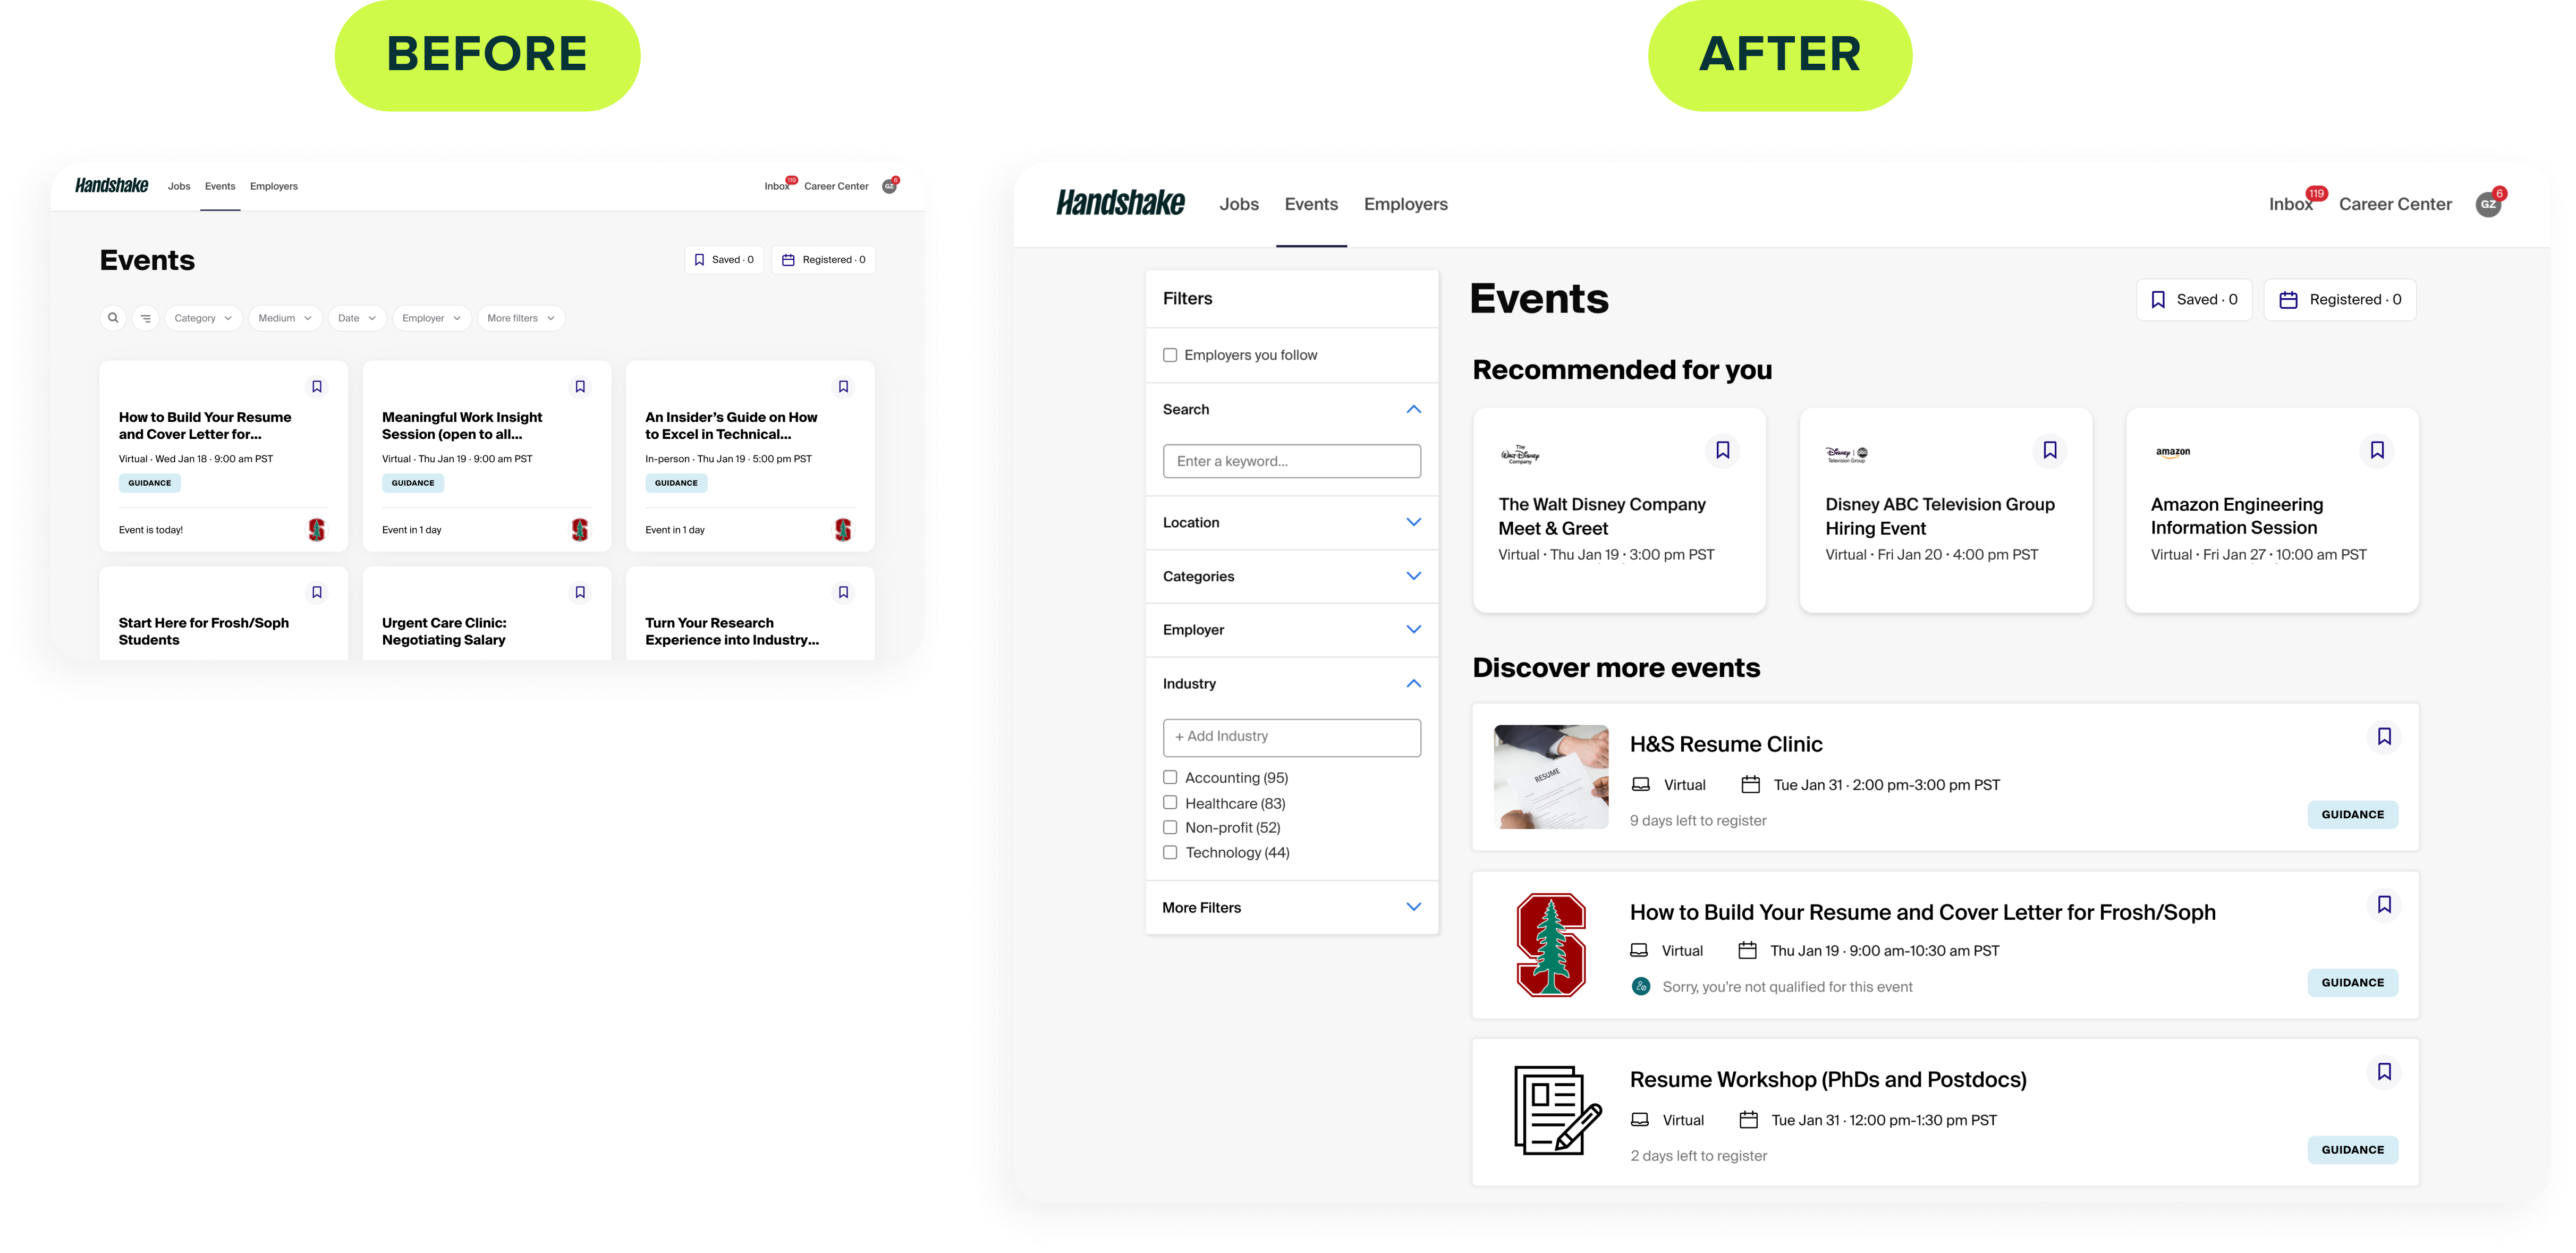 BEFORE
AFTER
Handshake
Jobs
Events
Employers
Inbox
119
Career Center
GZ
6
Events
Saved · 0
Registered · 0
Category
Medium
Date
Employer
More filters
How to Build Your Resume
and Cover Letter for...
Virtual · Wed Jan 18 · 9:00 am PST
GUIDANCE
Event is today!
Meaningful Work Insight
Session (open to all...
Virtual · Thu Jan 19 · 9:00 am PST
GUIDANCE
Event in 1 day
An Insider's Guide on How
to Excel in Technical...
In-person · Thu Jan 19 · 5:00 pm PST
GUIDANCE
Event in 1 day
Start Here for Frosh/Soph
Students
Urgent Care Clinic:
Negotiating Salary
Turn Your Research
Experience into Industry...
Handshake
Jobs
Events
Employers
Inbox
119
Career Center
GZ
6
Filters
Employers you follow
Search
Enter a keyword...
Location
Categories
Employer
Industry
+ Add Industry
Accounting (95)
Healthcare (83)
Non-profit (52)
Technology (44)
More Filters
Events
Saved · 0
Registered · 0
Recommended for you
The
Walt Disney
Company
The Walt Disney Company
Meet & Greet
Virtual · Thu Jan 19 · 3:00 pm PST
Disney
abc
Television Group
Disney ABC Television Group
Hiring Event
Virtual · Fri Jan 20 · 4:00 pm PST
amazon
Amazon Engineering
Information Session
Virtual · Fri Jan 27 · 10:00 am PST
Discover more events
RESUME
H&S Resume Clinic
Virtual
Tue Jan 31 · 2:00 pm-3:00 pm PST
9 days left to register
GUIDANCE
How to Build Your Resume and Cover Letter for Frosh/Soph
Virtual
Thu Jan 19 · 9:00 am-10:30 am PST
Sorry, you're not qualified for this event
GUIDANCE
Resume Workshop (PhDs and Postdocs)
Virtual
Tue Jan 31 · 12:00 pm-1:30 pm PST
2 days left to register
GUIDANCE